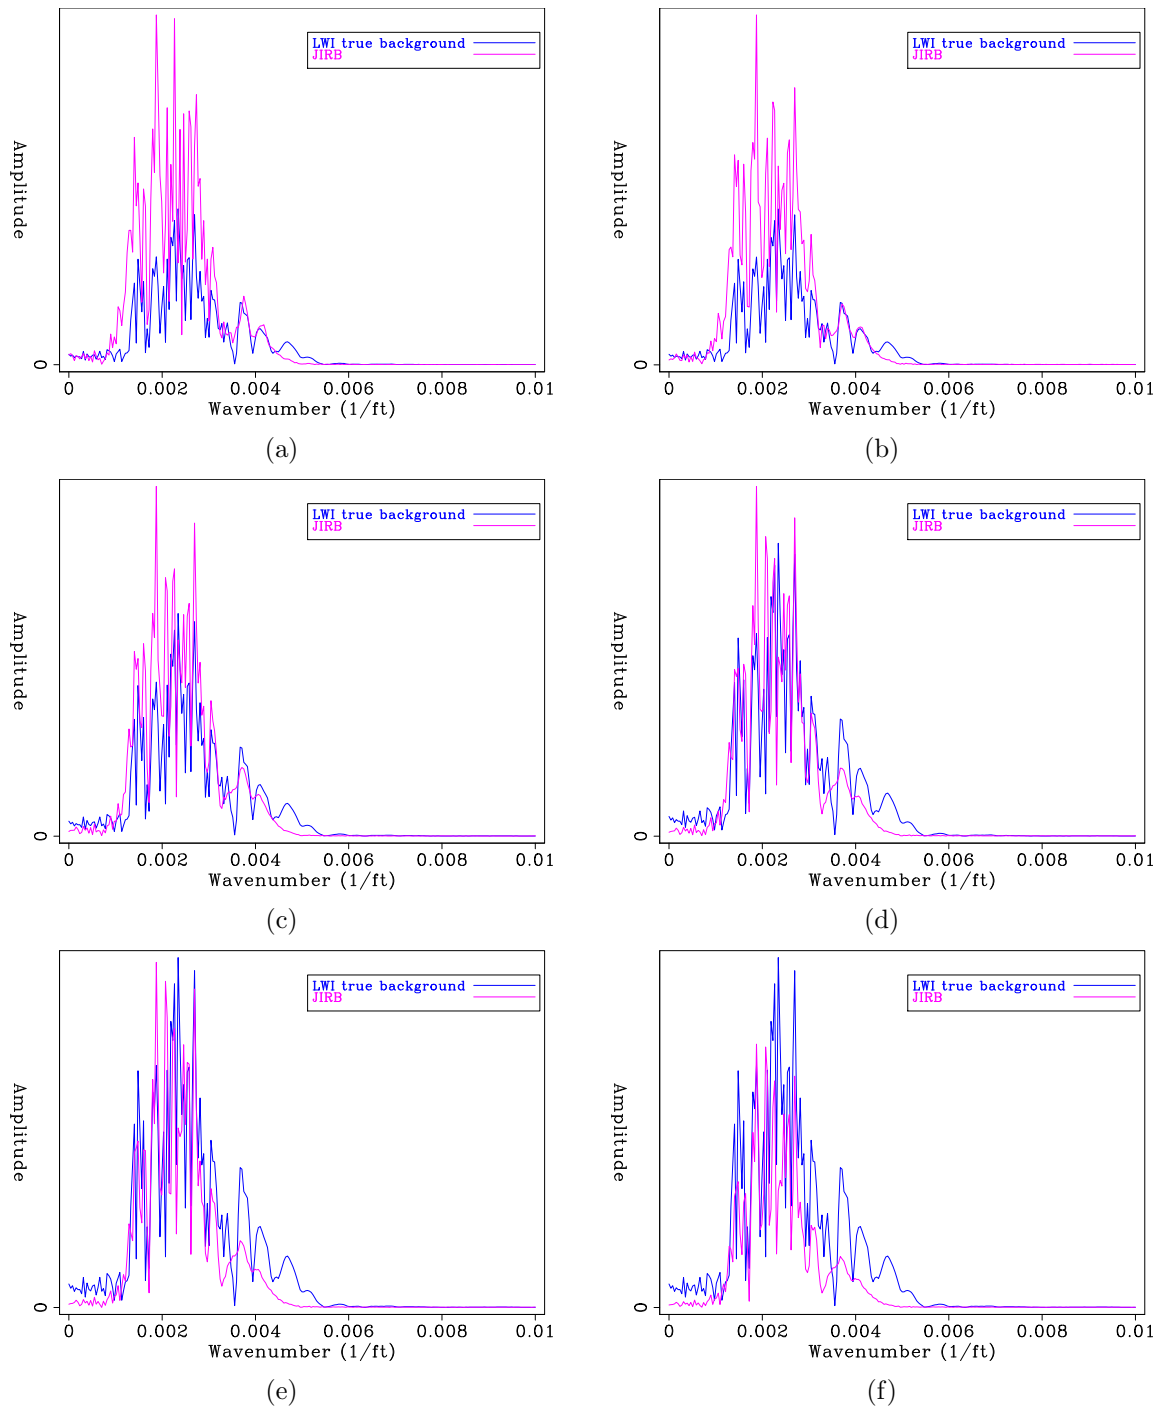 LWI true background
JIRB
Amplitude
0
0 0.002 0.004 0.006 0.008 0.01
Wavenumber (1/ft)
(a)
LWI true background
JIRB
Amplitude
0
0 0.002 0.004 0.006 0.008 0.01
Wavenumber (1/ft)
(b)
LWI true background
JIRB
Amplitude
0
0 0.002 0.004 0.006 0.008 0.01
Wavenumber (1/ft)
(c)
LWI true background
JIRB
Amplitude
0
0 0.002 0.004 0.006 0.008 0.01
Wavenumber (1/ft)
(d)
LWI true background
JIRB
Amplitude
0
0 0.002 0.004 0.006 0.008 0.01
Wavenumber (1/ft)
(e)
LWI true background
JIRB
Amplitude
0
0 0.002 0.004 0.006 0.008 0.01
Wavenumber (1/ft)
(f)